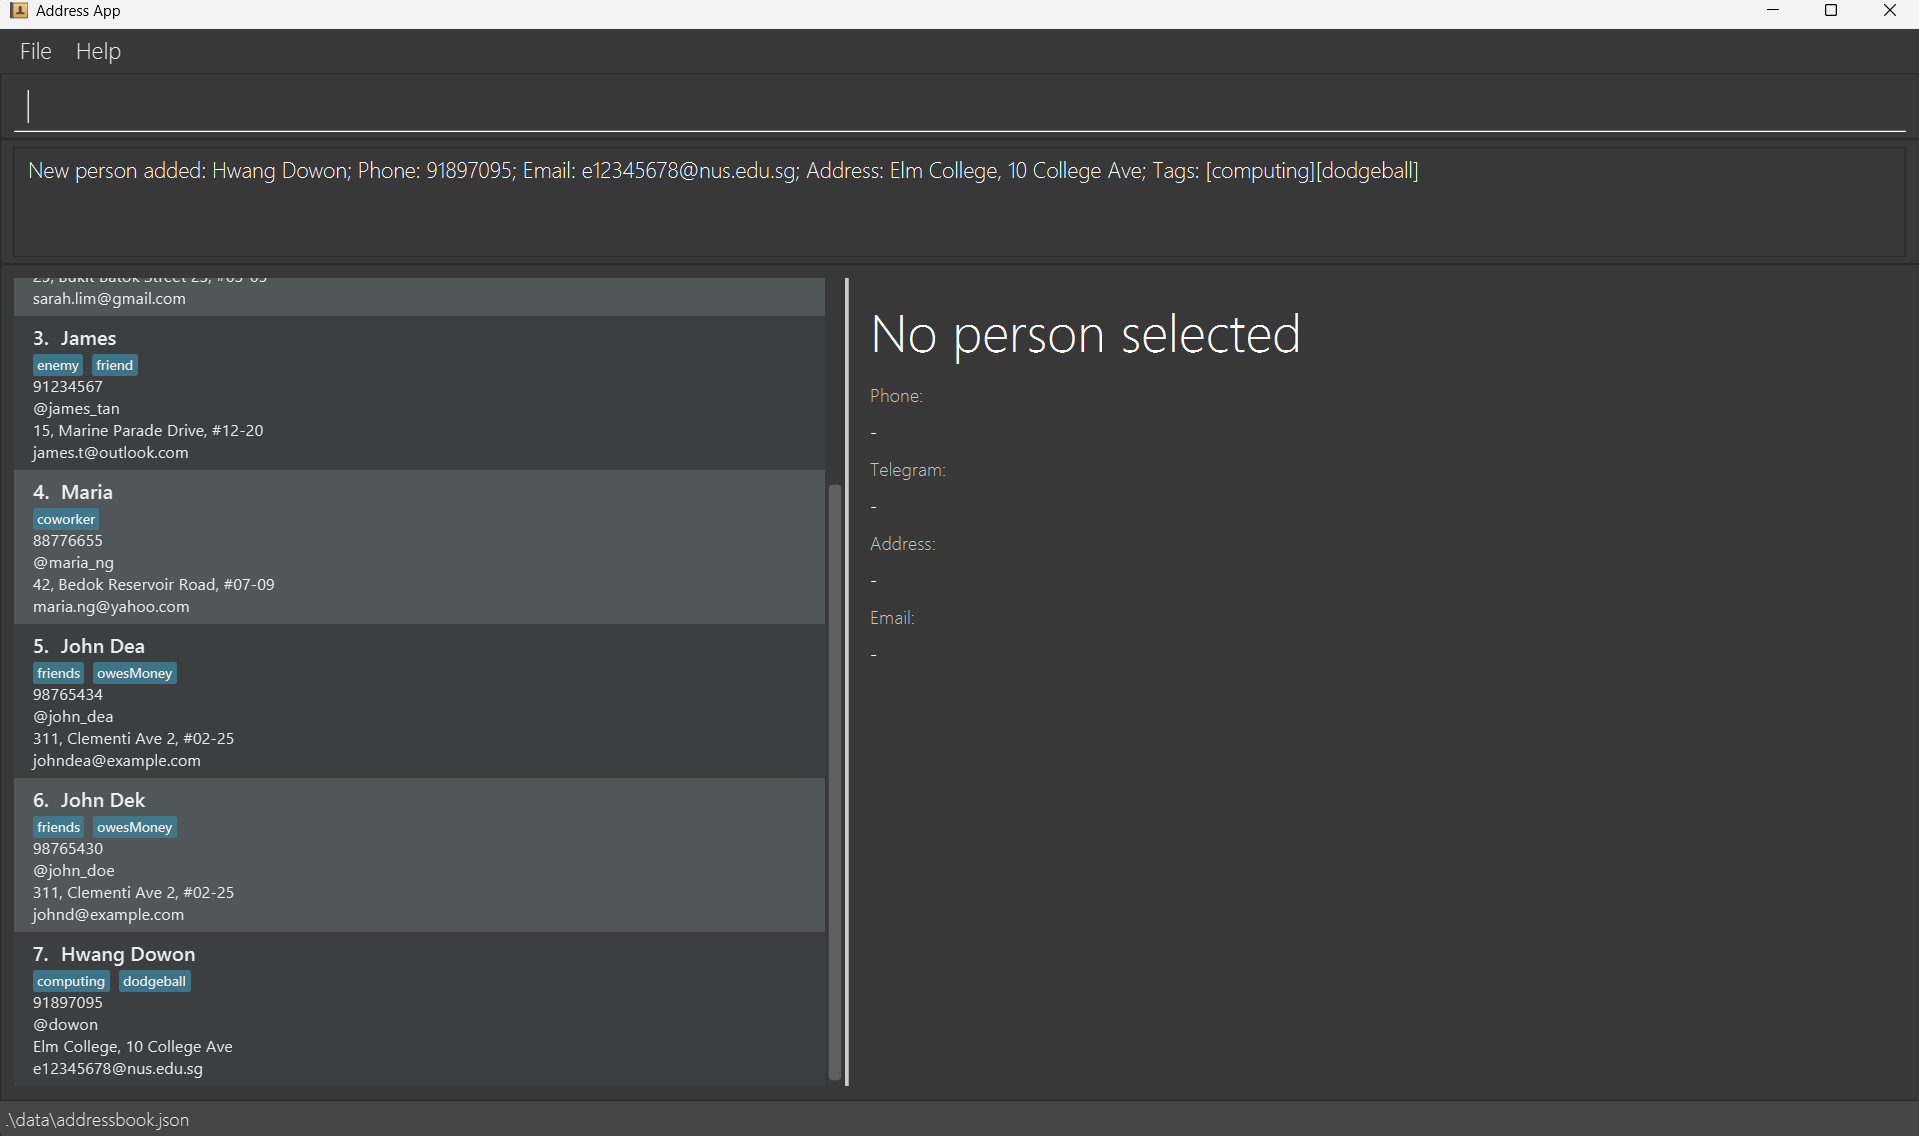 Address App
File Help
New person added: Hwang Dowon; Phone: 91897095; Email: e12345678@nus.edu.sg; Address: Elm College, 10 College Ave; Tags: [computing][dodgeball]
sarah.lim@gmail.com
3. James
enemy friend
91234567
@james_tan
15, Marine Parade Drive, #12-20
james.t@outlook.com
4. Maria
coworker
88776655
@maria_ng
42, Bedok Reservoir Road, #07-09
maria.ng@yahoo.com
5. John Dea
friends owesMoney
98765434
@john_dea
311, Clementi Ave 2, #02-25
johndea@example.com
6. John Dek
friends owesMoney
98765430
@john_doe
311, Clementi Ave 2, #02-25
johnd@example.com
7. Hwang Dowon
computing dodgeball
91897095
@dowon
Elm College, 10 College Ave
e12345678@nus.edu.sg
No person selected
Phone:
-
Telegram:
-
Address:
-
Email:
-
.\data\addressbook.json